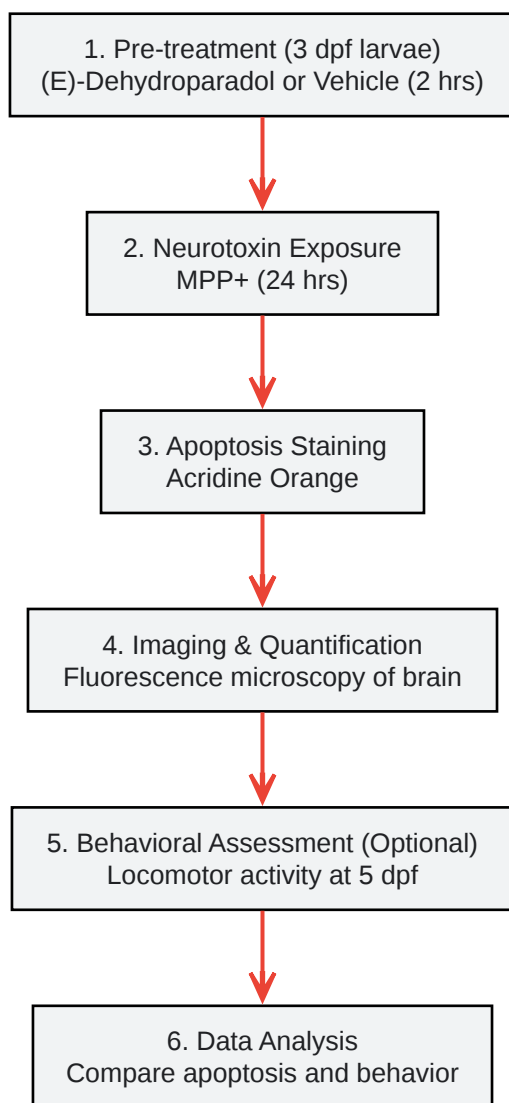 1. Pre-treatment (3 dpf larvae)
(E)-Dehydroparadol or Vehicle (2 hrs)
2. Neurotoxin Exposure
MPP+ (24 hrs)
3. Apoptosis Staining
Acridine Orange
4. Imaging & Quantification
Fluorescence microscopy of brain
5. Behavioral Assessment (Optional)
Locomotor activity at 5 dpf
6. Data Analysis
Compare apoptosis and behavior